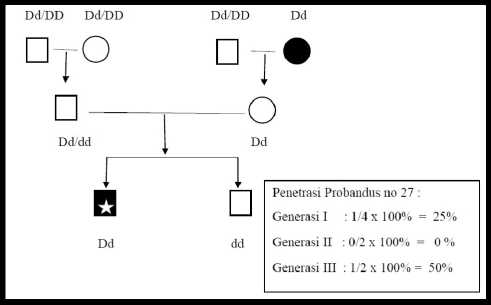 Dd/DD Dd/DD Dd/DD Dd
Dd/dd Dd
Dd dd
Penetrasi Probandus no 27 :
Generasi I : 1/4 x 100% = 25%
Generasi II : 0/2 x 100% = 0 %
Generasi III : 1/2 x 100% = 50%